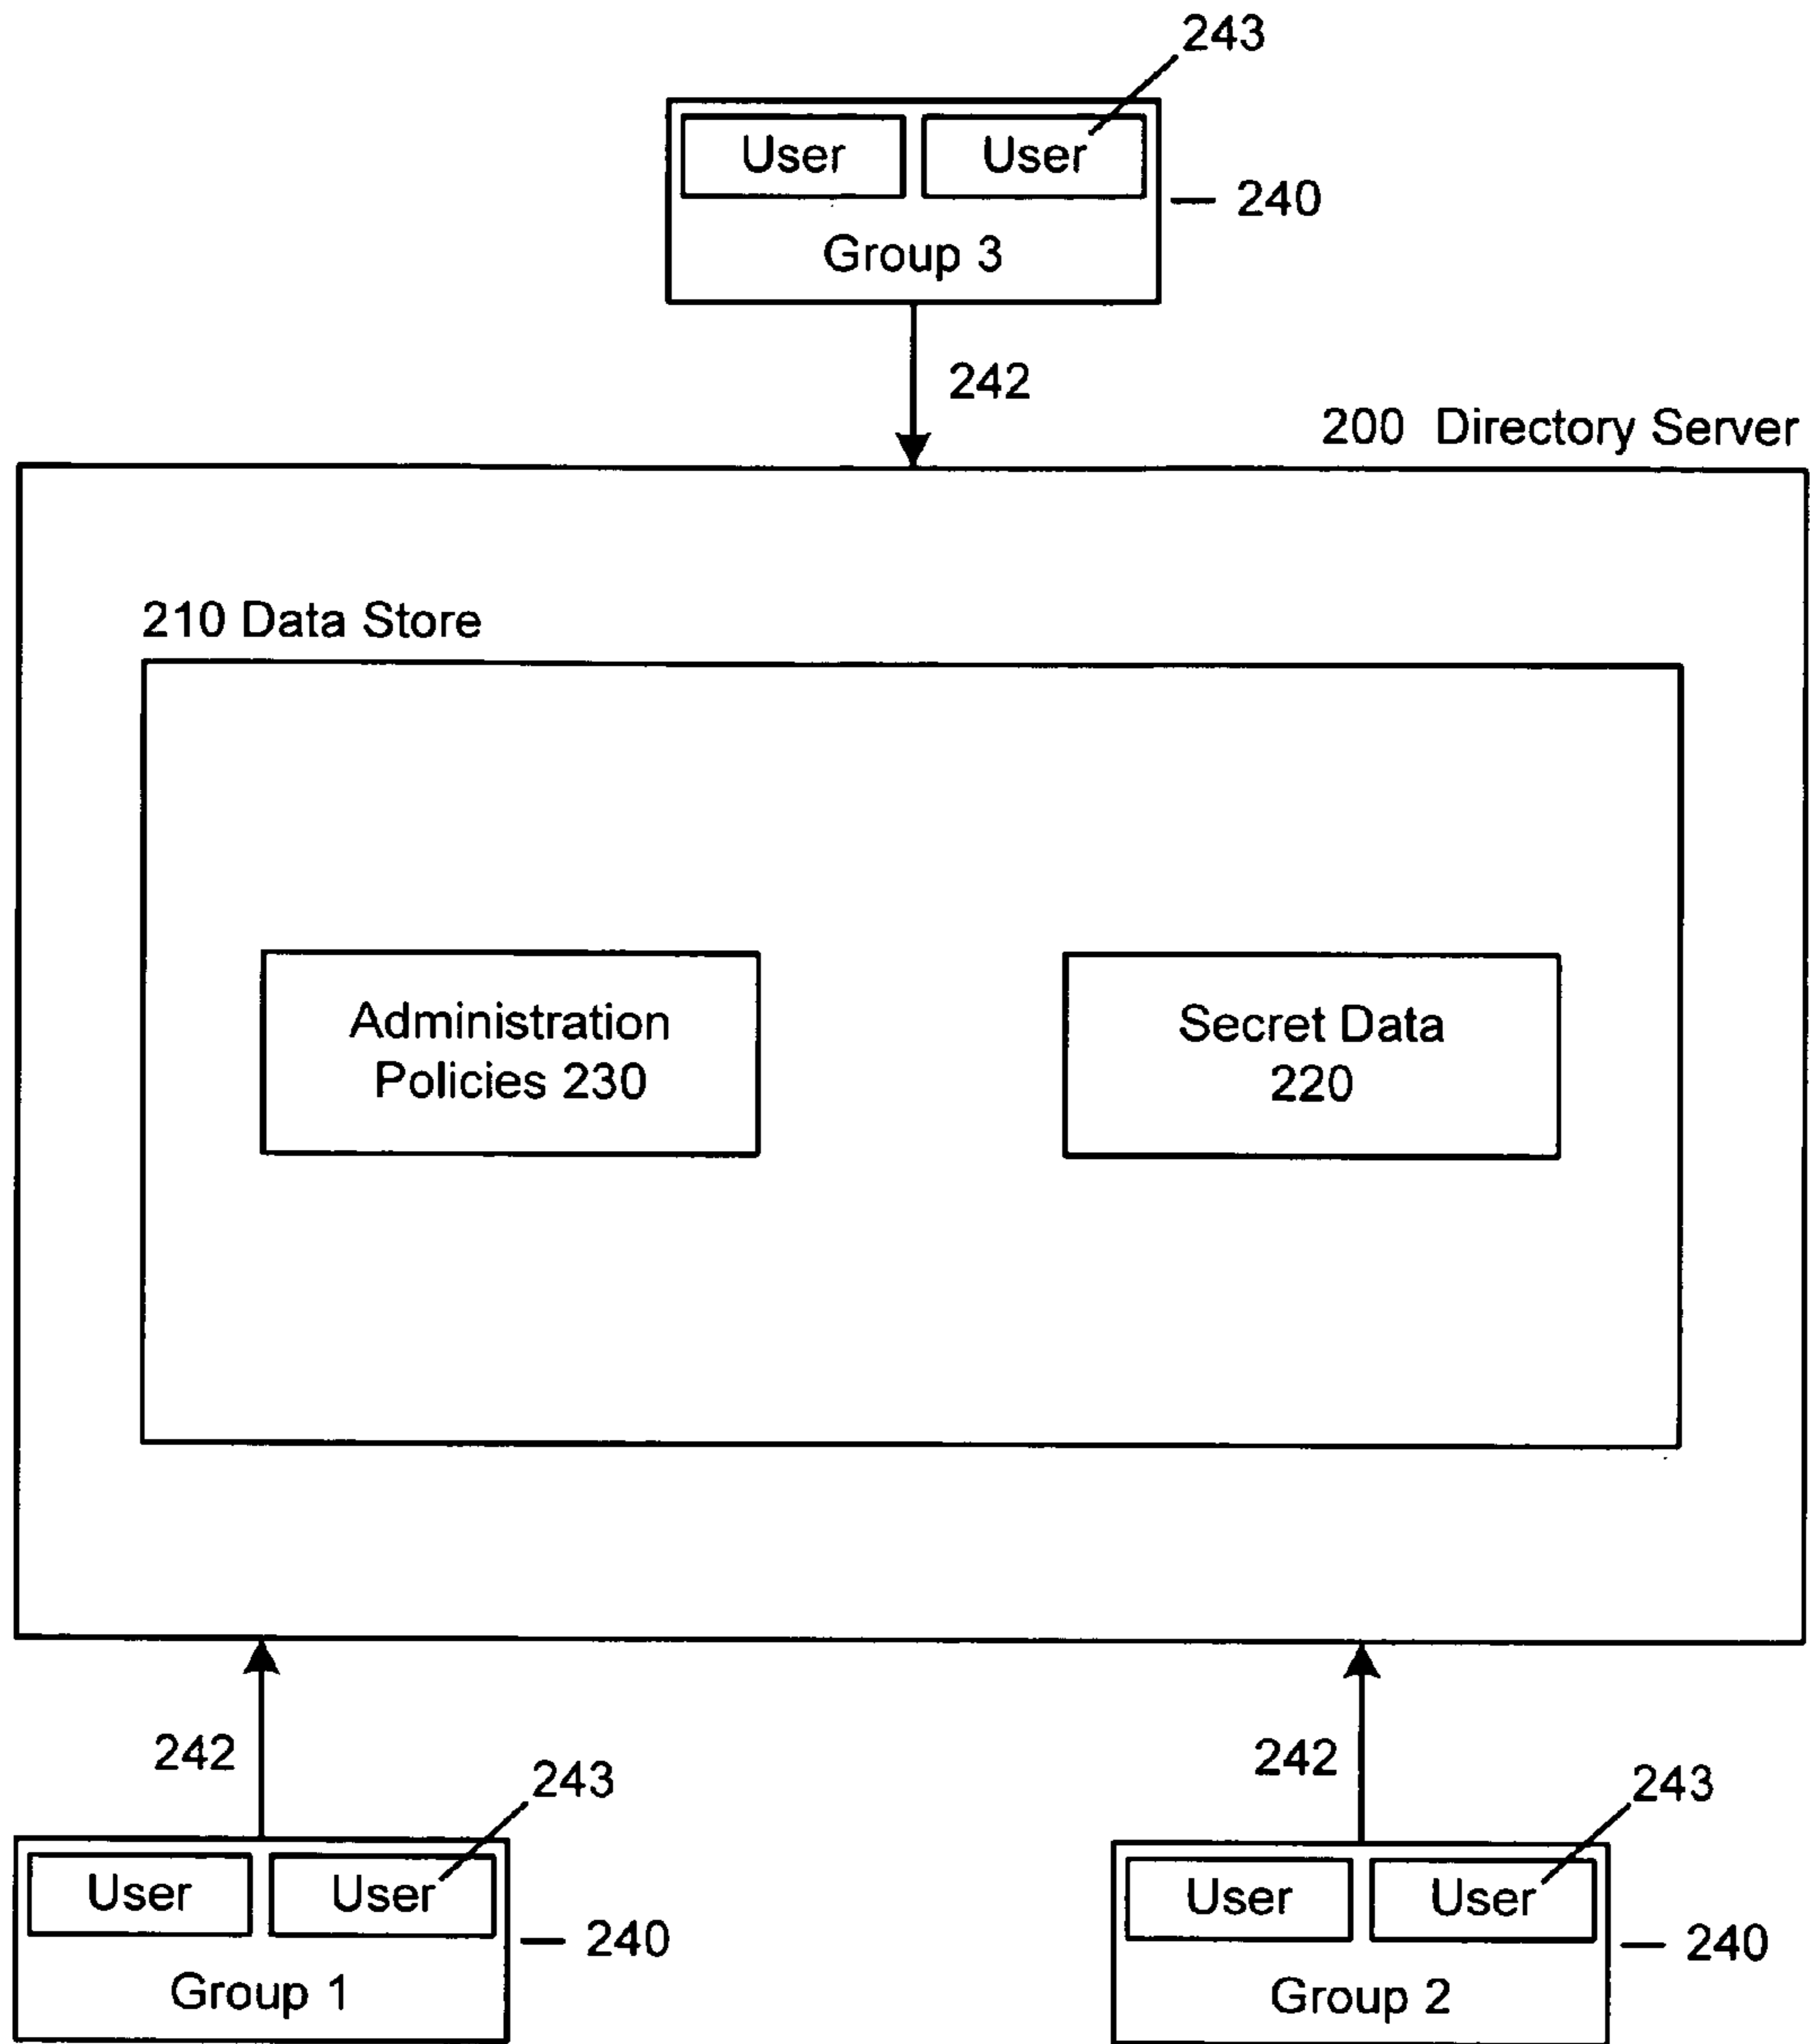 243
User User
240
Group 3
242
200 Directory Server
210 Data Store
Administration
Policies 230
Secret Data
220
242
243
242
243
User User
240
Group 1
User User
240
Group 2